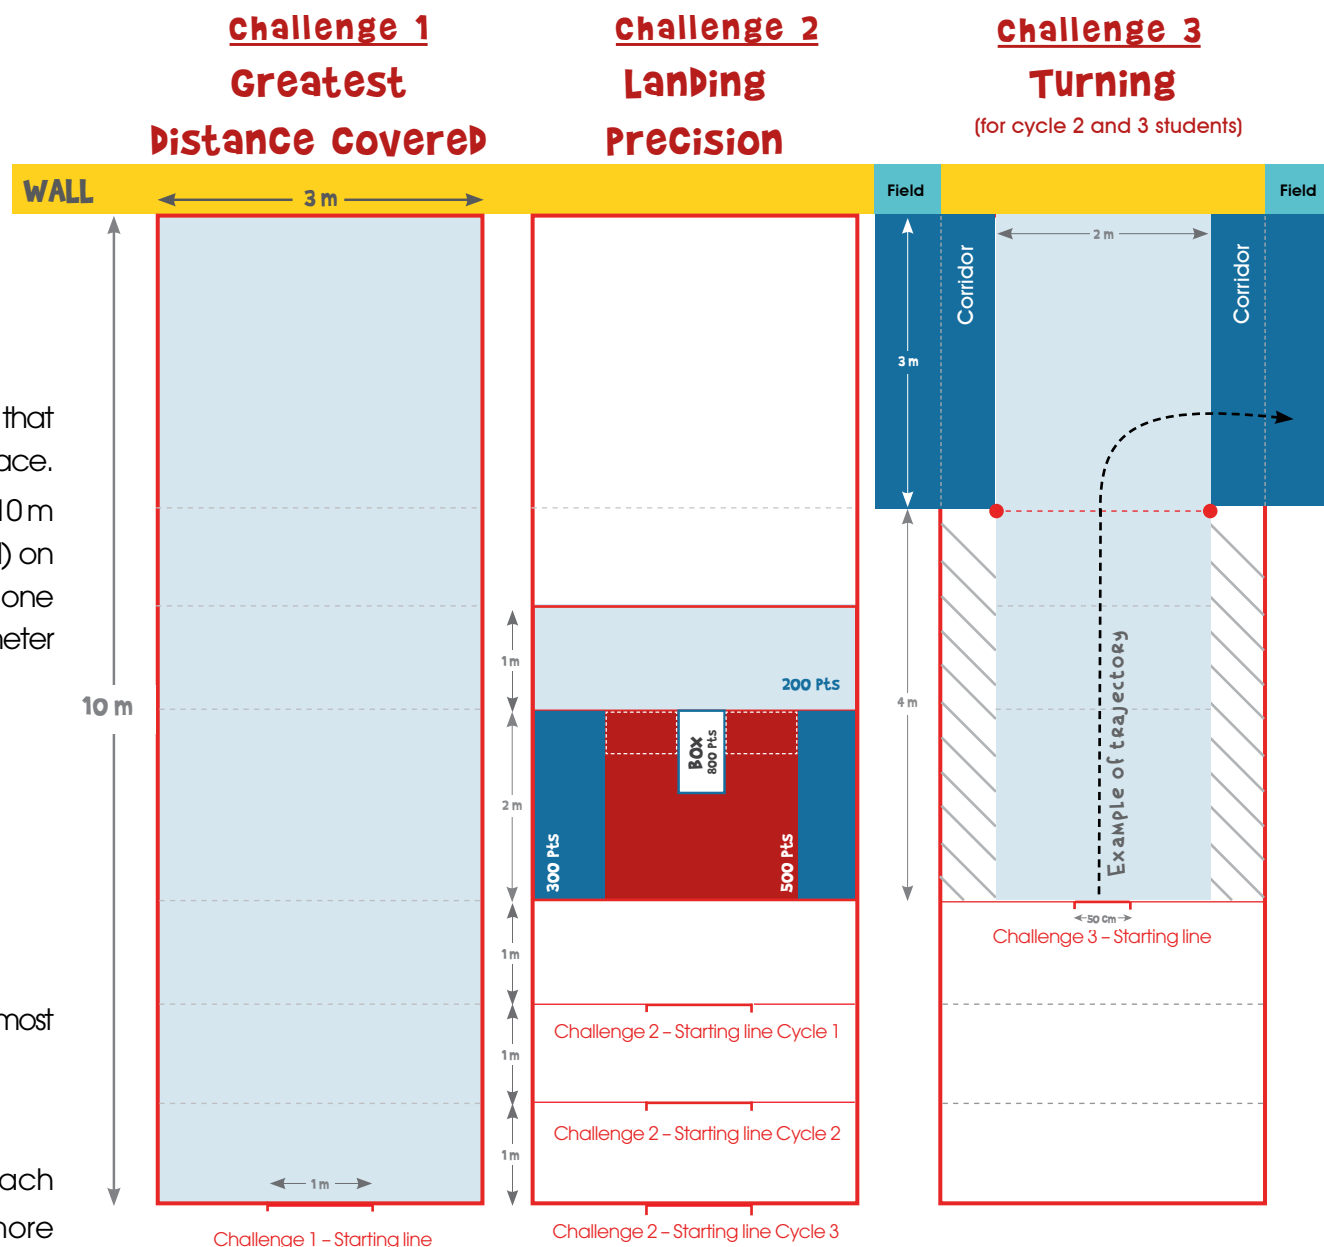 Challenge 1
Greatest
Distance Covered
Challenge 2
Landing
Precision
Challenge 3
Turning
(for cycle 2 and 3 students)
WALL
3 m
Field
Field
2 m
Corridor
Corridor
3 m
that
ace.
10 m
) on
one
neter
10 m
1 m
200 Pts
BOX
800 Pts
2 m
300 Pts
500 Pts
4 m
Example of trajectory
50 cm
Challenge 3 – Starting line
1 m
most
Challenge 2 – Starting line Cycle 1
1 m
Challenge 2 – Starting line Cycle 2
1 m
ach
1 m
nore
Challenge 1 – Starting line
Challenge 2 – Starting line Cycle 3